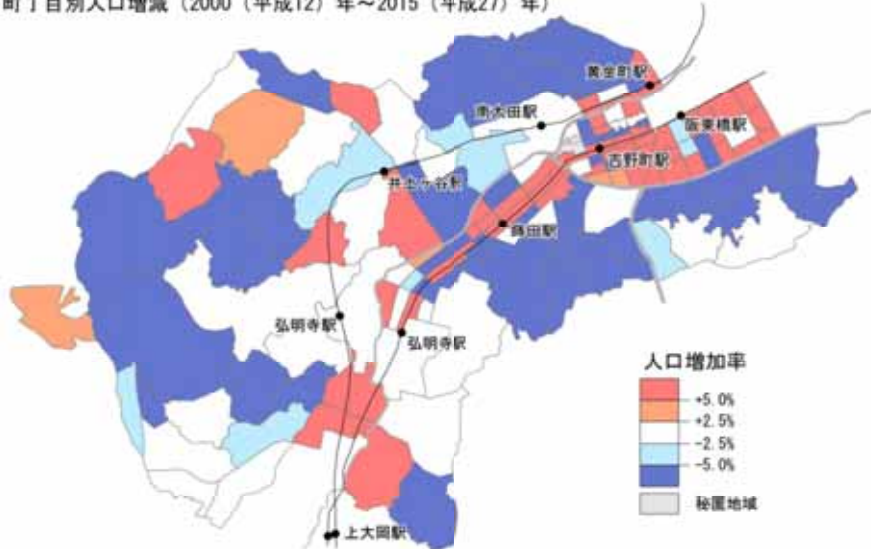 町丁目別人口増減（2000（平成12）年～2015（平成27）年）
黄金町駅
南太田駅
阪東橋駅
吉野町駅
井土ヶ谷駅
蒔田駅
弘明寺駅
弘明寺駅
上大岡駅
人口増加率
+5.0%
+2.5%
-2.5%
-5.0%
秘匿地域